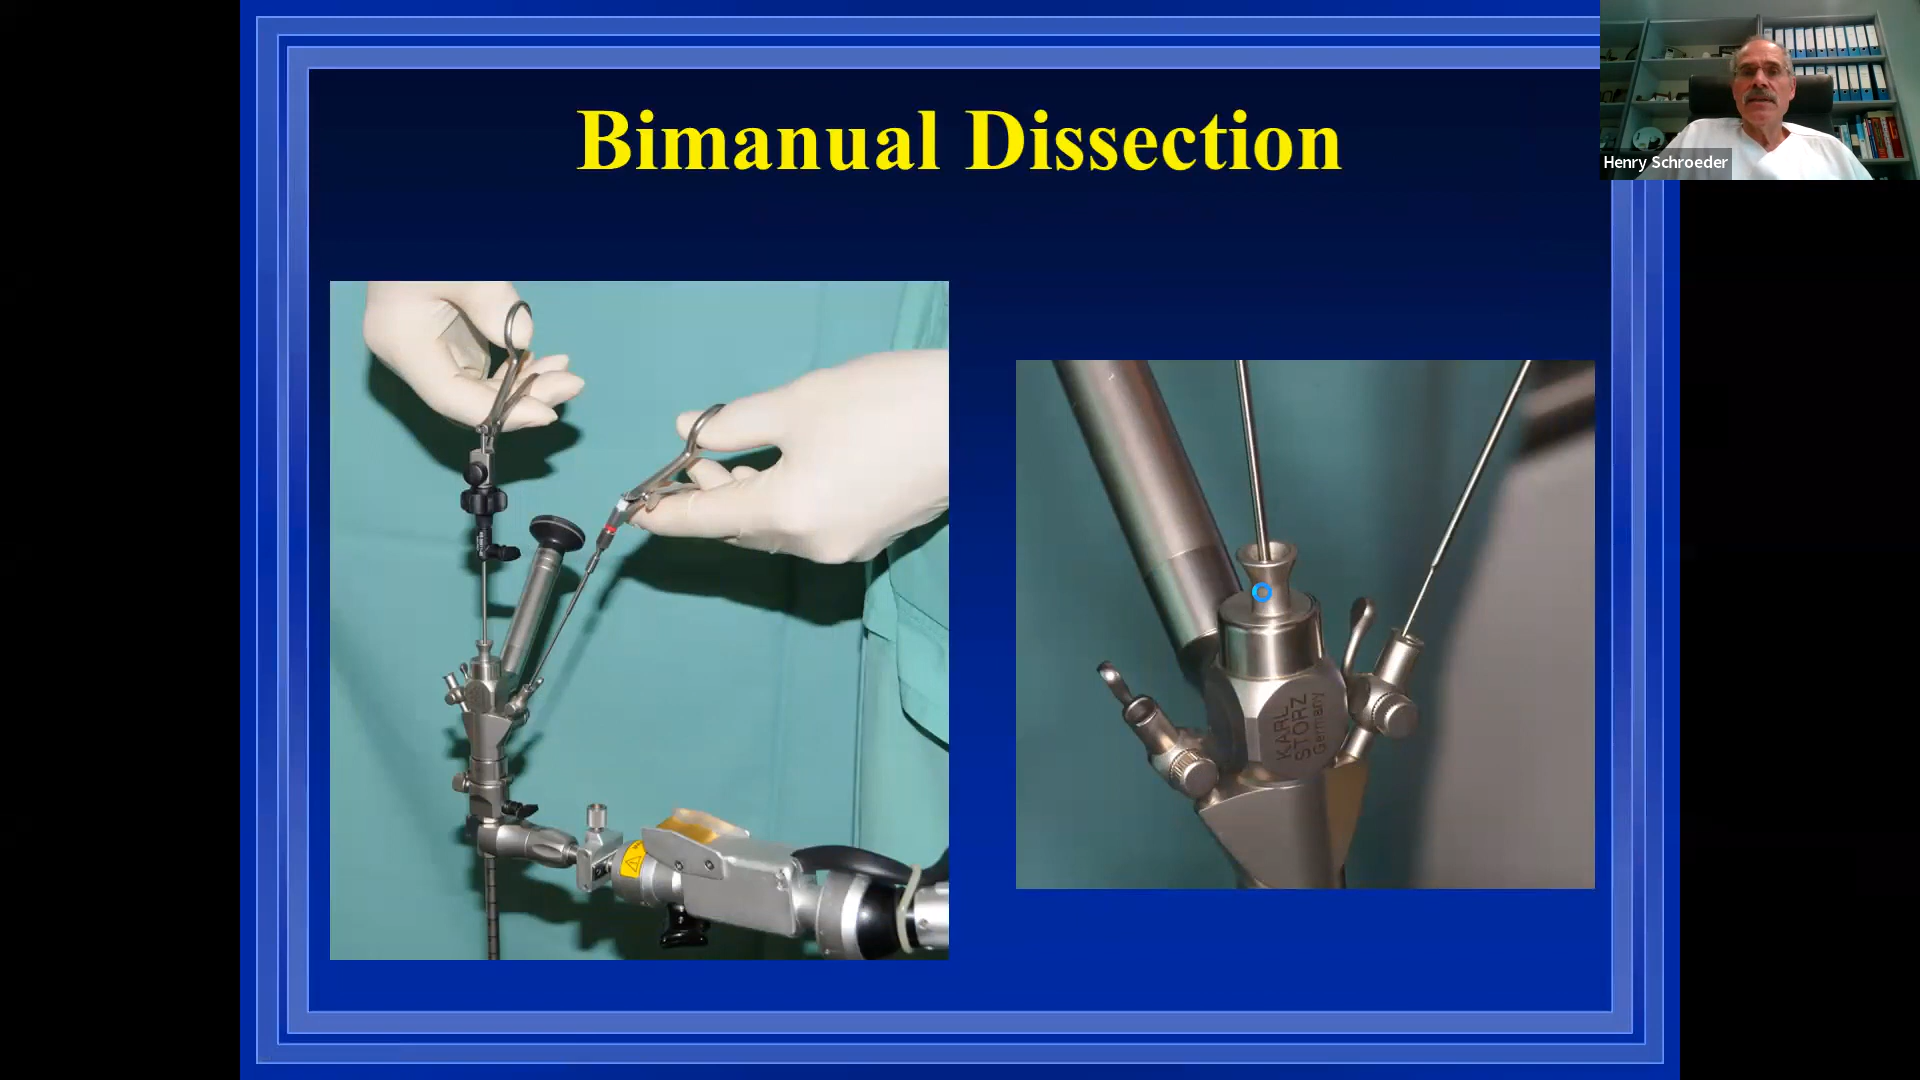 Bimanual Dissection
Henry Schroeder
KARL
STORZ
Germany